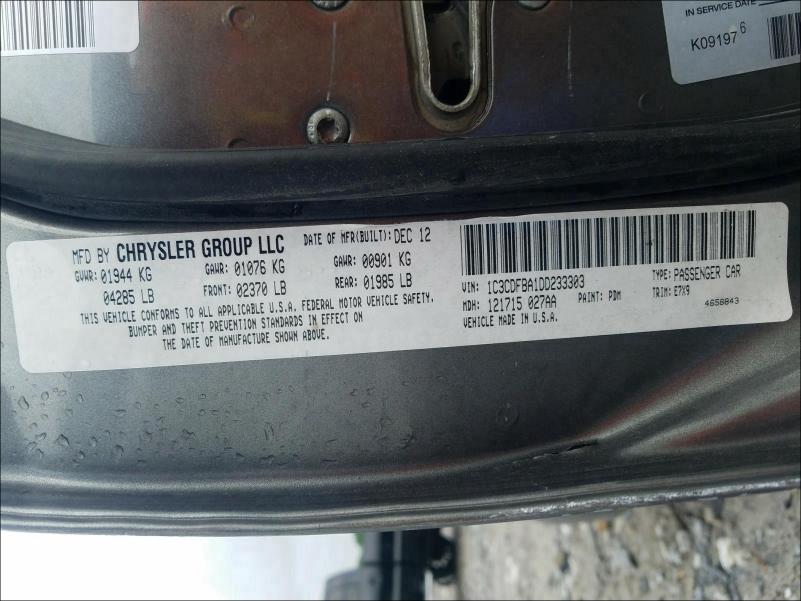 IN SERVICE DATE
K09197 6
MFD BY CHRYSLER GROUP LLC DATE OF MFR(BUILT): DEC 12
GVWR: 01944 KG GAWR: 01076 KG GAWR: 00901 KG
04285 LB FRONT: 02370 LB REAR: 01985 LB
THIS VEHICLE CONFORMS TO ALL APPLICABLE U.S.A. FEDERAL MOTOR VEHICLE SAFETY,
BUMPER AND THEFT PREVENTION STANDARDS IN EFFECT ON
THE DATE OF MANUFACTURE SHOWN ABOVE.
VIN: 1C3CDFBA1DD233303 TYPE: PASSENGER CAR
MDH: 121715 027AA PAINT: PDM TRIM: E7X9
VEHICLE MADE IN U.S.A. 4658843